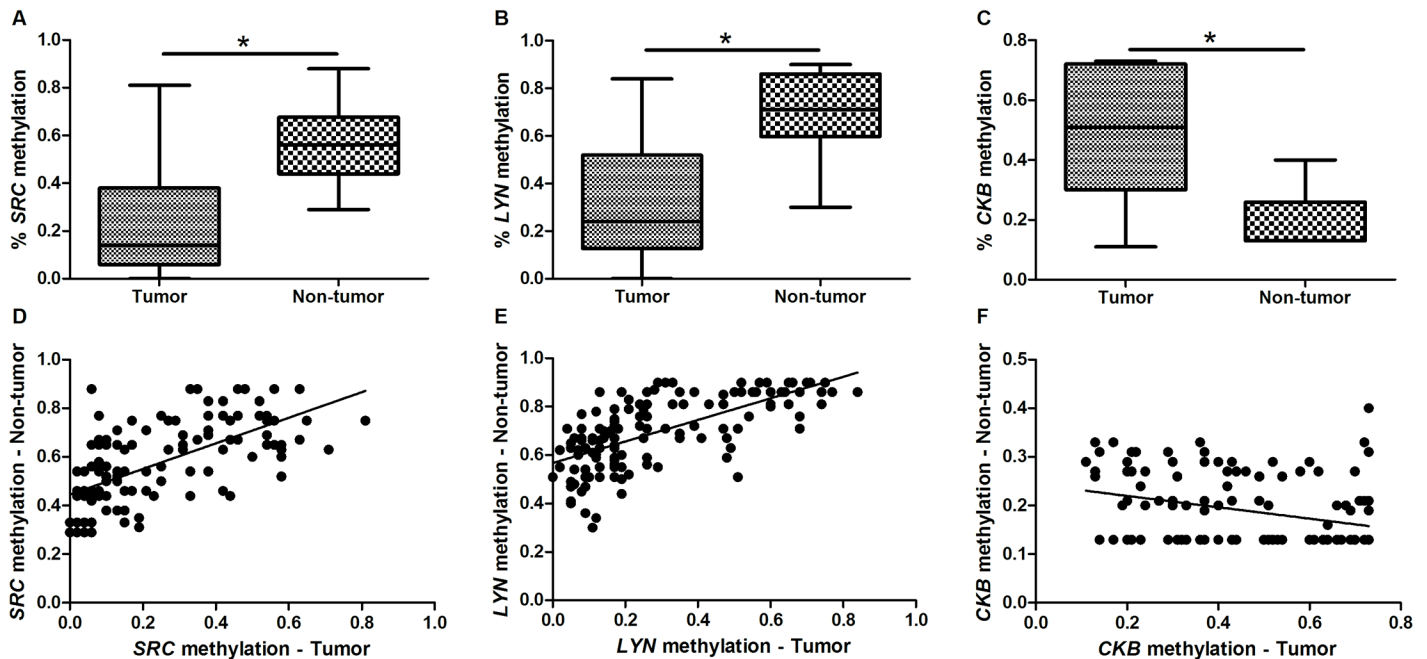 A
% SRC methylation
1.0
0.8
0.6
0.4
0.2
0.0
*
Tumor
Non-tumor
B
% LYN methylation
1.0
0.8
0.6
0.4
0.2
0.0
*
Tumor
Non-tumor
C
% CKB methylation
0.8
0.6
0.4
0.2
0.0
*
Tumor
Non-tumor
D
SRC methylation - Non-tumor
1.0
0.8
0.6
0.4
0.2
0.0
0.0 0.2 0.4 0.6 0.8 1.0
SRC methylation - Tumor
E
LYN methylation - Non-tumor
1.0
0.8
0.6
0.4
0.2
0.0
0.0 0.2 0.4 0.6 0.8 1.0
LYN methylation - Tumor
F
CKB methylation - Non-tumor
0.5
0.4
0.3
0.2
0.1
0.0
0.0 0.2 0.4 0.6 0.8
CKB methylation - Tumor